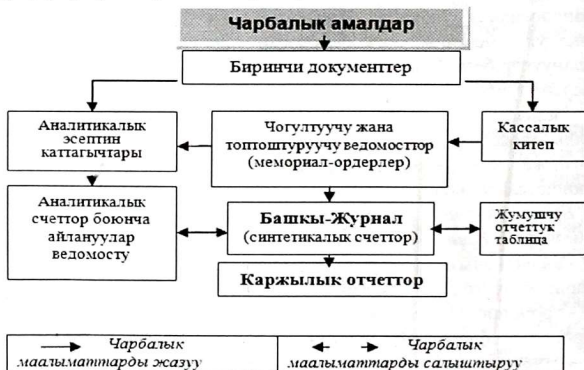 Чарбалык амалдар
Биринчи документтер
Аналитикалык
эсептин
каттагычтары
Чогултуучу жана
топтоштуруучу ведомосттор
(мемориал-ордерлер)
Кассалык
китеп
Аналитикалык
счеттор боюнча
айлануулар
ведомосту
Башкы-Журнал
(синтетикалык счеттор)
Жумушчу
отчеттук
таблица
Каржылык отчеттор
Чарбалык
маалыматтарды жазуу
Чарбалык
маалыматтарды салыштыруу